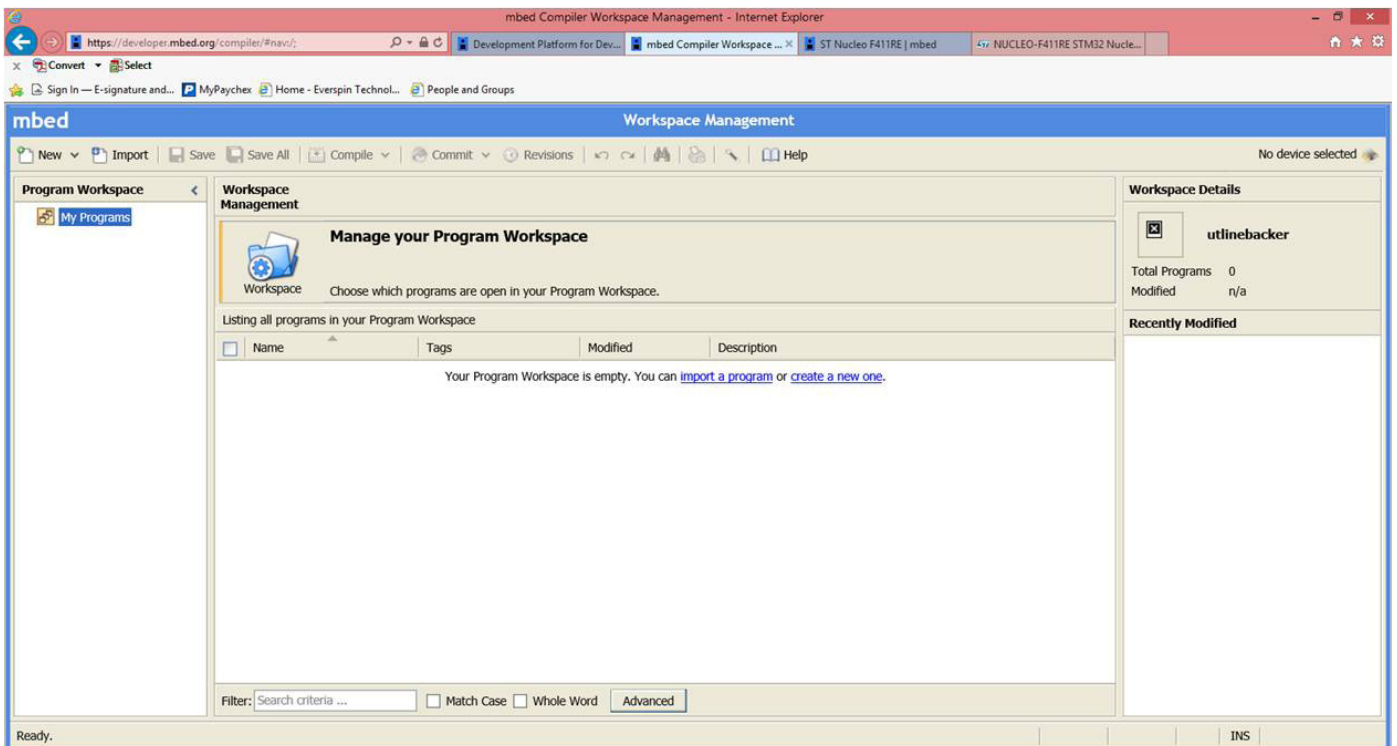 mbed Compiler Workspace Management - Internet Explorer
https://developer.mbed.org/compiler/#nav:/; Development Platform for Dev... mbed Compiler Workspace ... × ST Nucleo F411RE | mbed NUCLEO-F411RE STM32 Nucle...
x Convert Select
Sign In — E-signature and... MyPaychex Home - Everspin Technol... People and Groups
mbed Workspace Management
New Import Save Save All Compile Commit Revisions Help No device selected
Program Workspace <
My Programs
Workspace
Management
Manage your Program Workspace
Workspace Choose which programs are open in your Program Workspace.
Listing all programs in your Program Workspace
Name Tags Modified Description
Your Program Workspace is empty. You can import a program or create a new one.
Filter: Search criteria ... Match Case Whole Word Advanced
Workspace Details
utlinebacker
Total Programs 0
Modified n/a
Recently Modified
Ready. INS